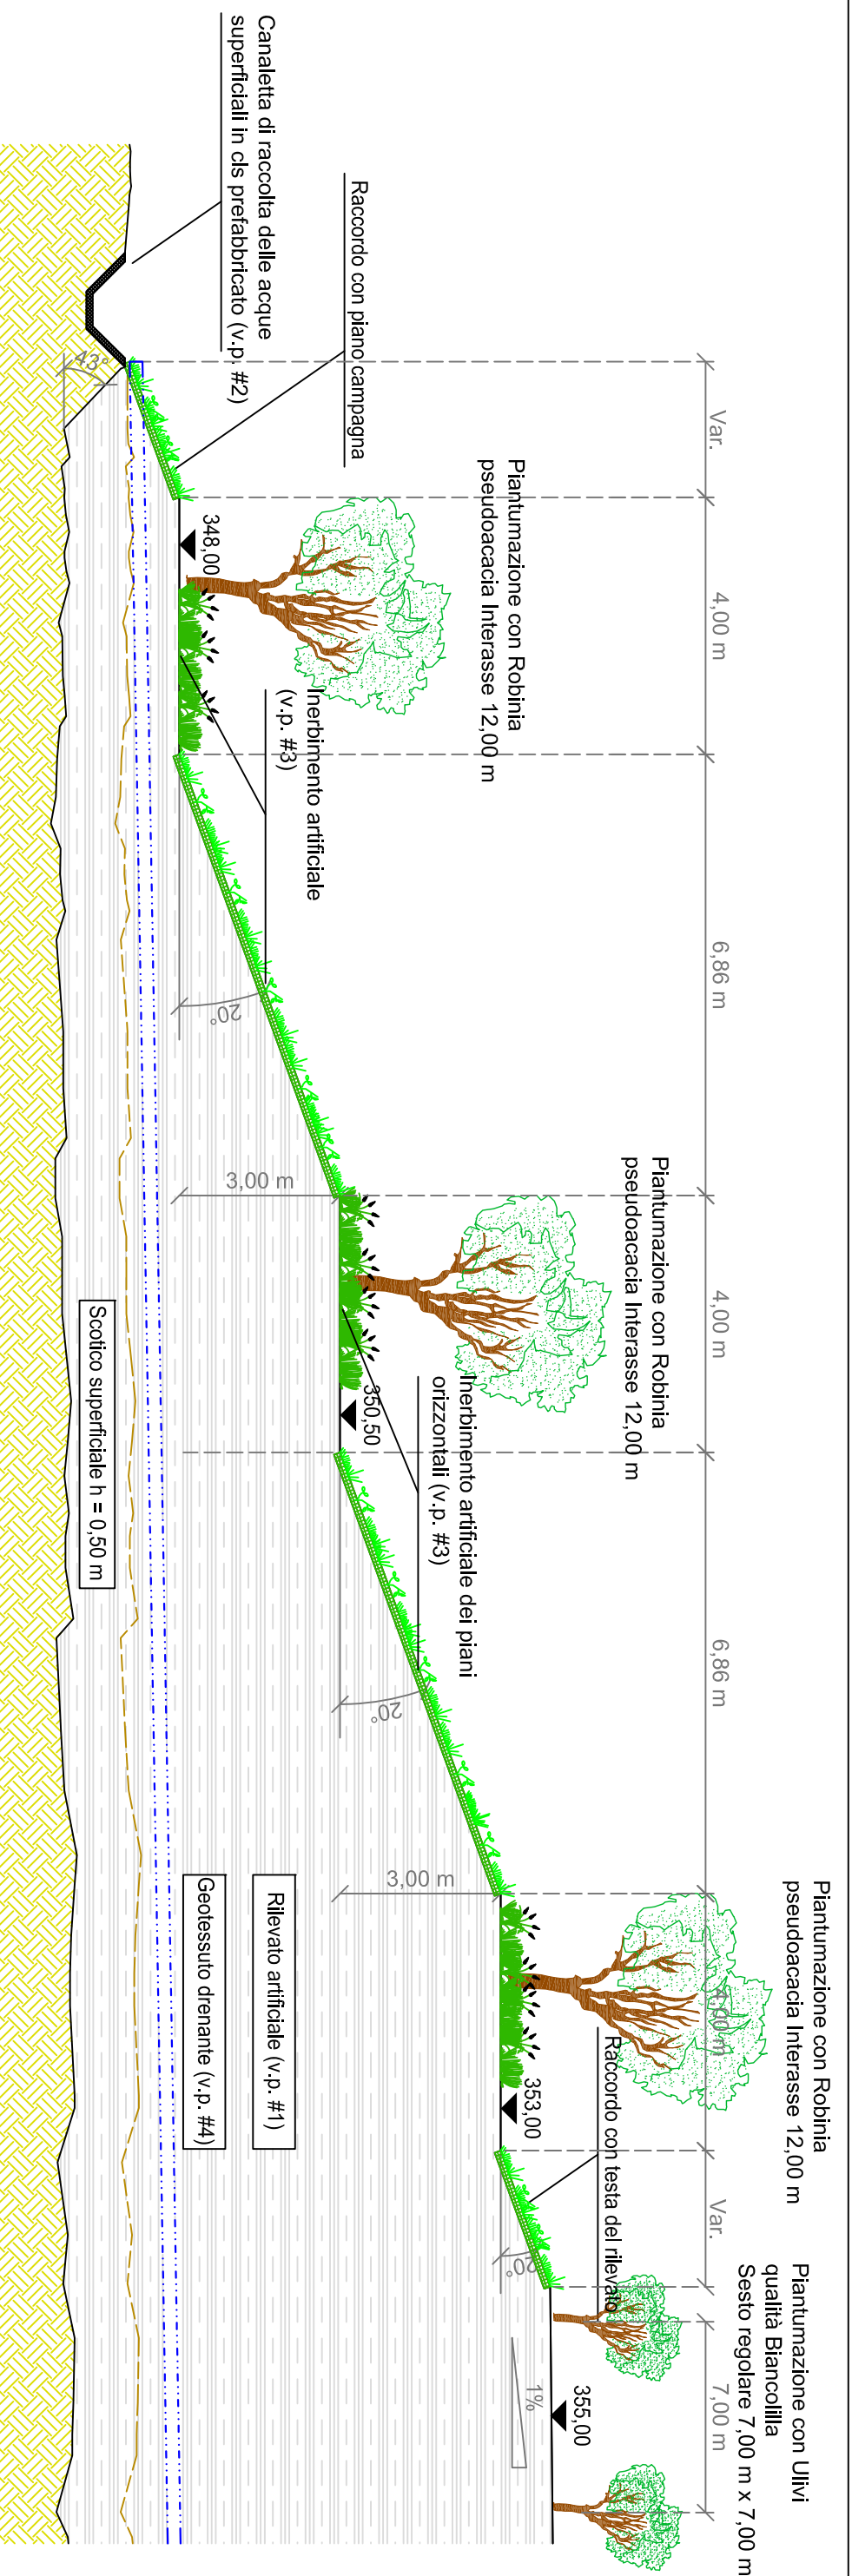 Canaletta di raccolta delle acque
superficiali in cls prefabbricato (v.p. #2)
Raccordo con piano campagna
Piantumazione con Robinia
pseudoacacia Interasse 12,00 m
Inerbimento artificiale
(v.p. #3)
Piantumazione con Robinia
pseudoacacia Interasse 12,00 m
Inerbimento artificiale dei piani
orizzontali (v.p. #3)
Piantumazione con Robinia
pseudoacacia Interasse 12,00 m
Raccordo con testa del rilevato
Piantumazione con Ulivi
qualità Biancolilla
Sesto regolare 7,00 m x 7,00 m
Var.
4,00 m
6,86 m
4,00 m
6,86 m
4,00 m
Var.
7,00 m
43°
348,00
20°
3,00 m
350,50
20°
3,00 m
353,00
20°
1%
355,00
Scotico superficiale h = 0,50 m
Rilevato artificiale (v.p. #1)
Geotessuto drenante (v.p. #4)